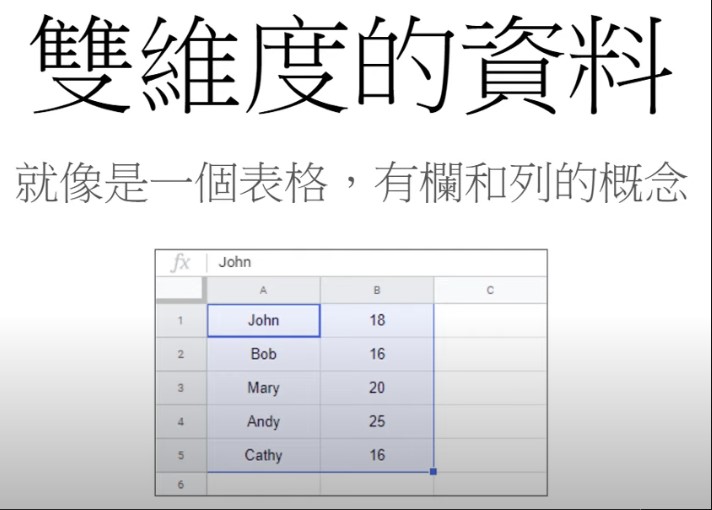 雙維度的資料
就像是一個表格，有欄和列的概念
fx John
A B C
1 John 18
2 Bob 16
3 Mary 20
4 Andy 25
5 Cathy 16
6